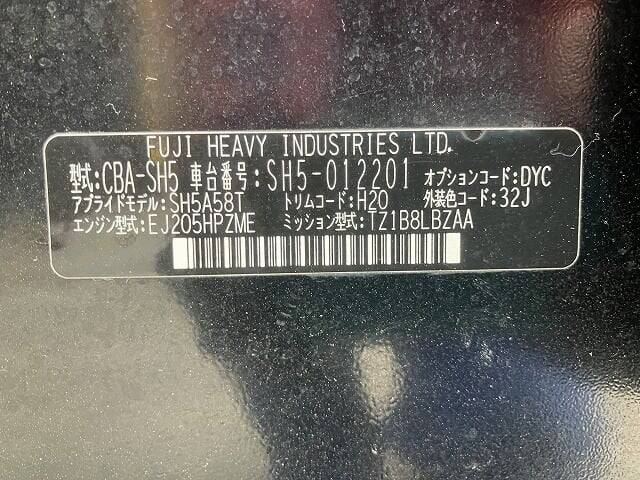 FUJI HEAVY INDUSTRIES LTD.
型式:CBA-SH5 車台番号:SH5-012201 オプションコード:DYC
アプライドモデル:SH5A58T トリムコード:H20 外装色コード:32J
エンジン型式:EJ205HPZME ミッション型式:TZ1B8LBZAA